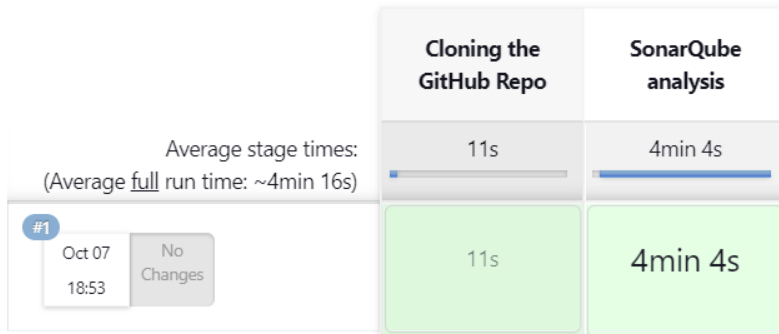 Cloning the
GitHub Repo
SonarQube
analysis
Average stage times:
(Average full run time: ~4min 16s)
11s
4min 4s
#1
Oct 07
18:53
No
Changes
11s
4min 4s